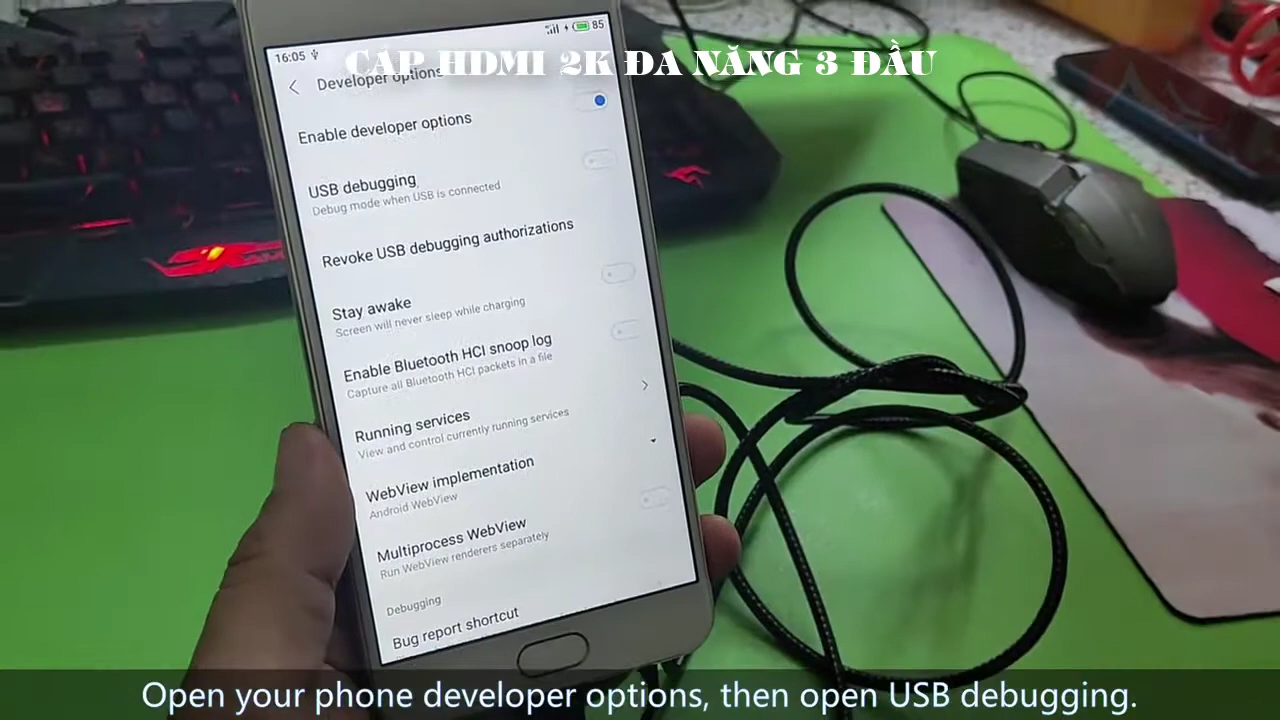 16:05
85
CÁP HDMI 2K ĐA NĂNG 3 ĐẦU
Developer options
Enable developer options
USB debugging
Debug mode when USB is connected
Revoke USB debugging authorizations
Stay awake
Screen will never sleep while charging
Enable Bluetooth HCI snoop log
Capture all Bluetooth HCI packets in a file
Running services
View and control currently running services
WebView implementation
Android WebView
Multiprocess WebView
Run WebView renderers separately
Debugging
Bug report shortcut
Open your phone developer options, then open USB debugging.